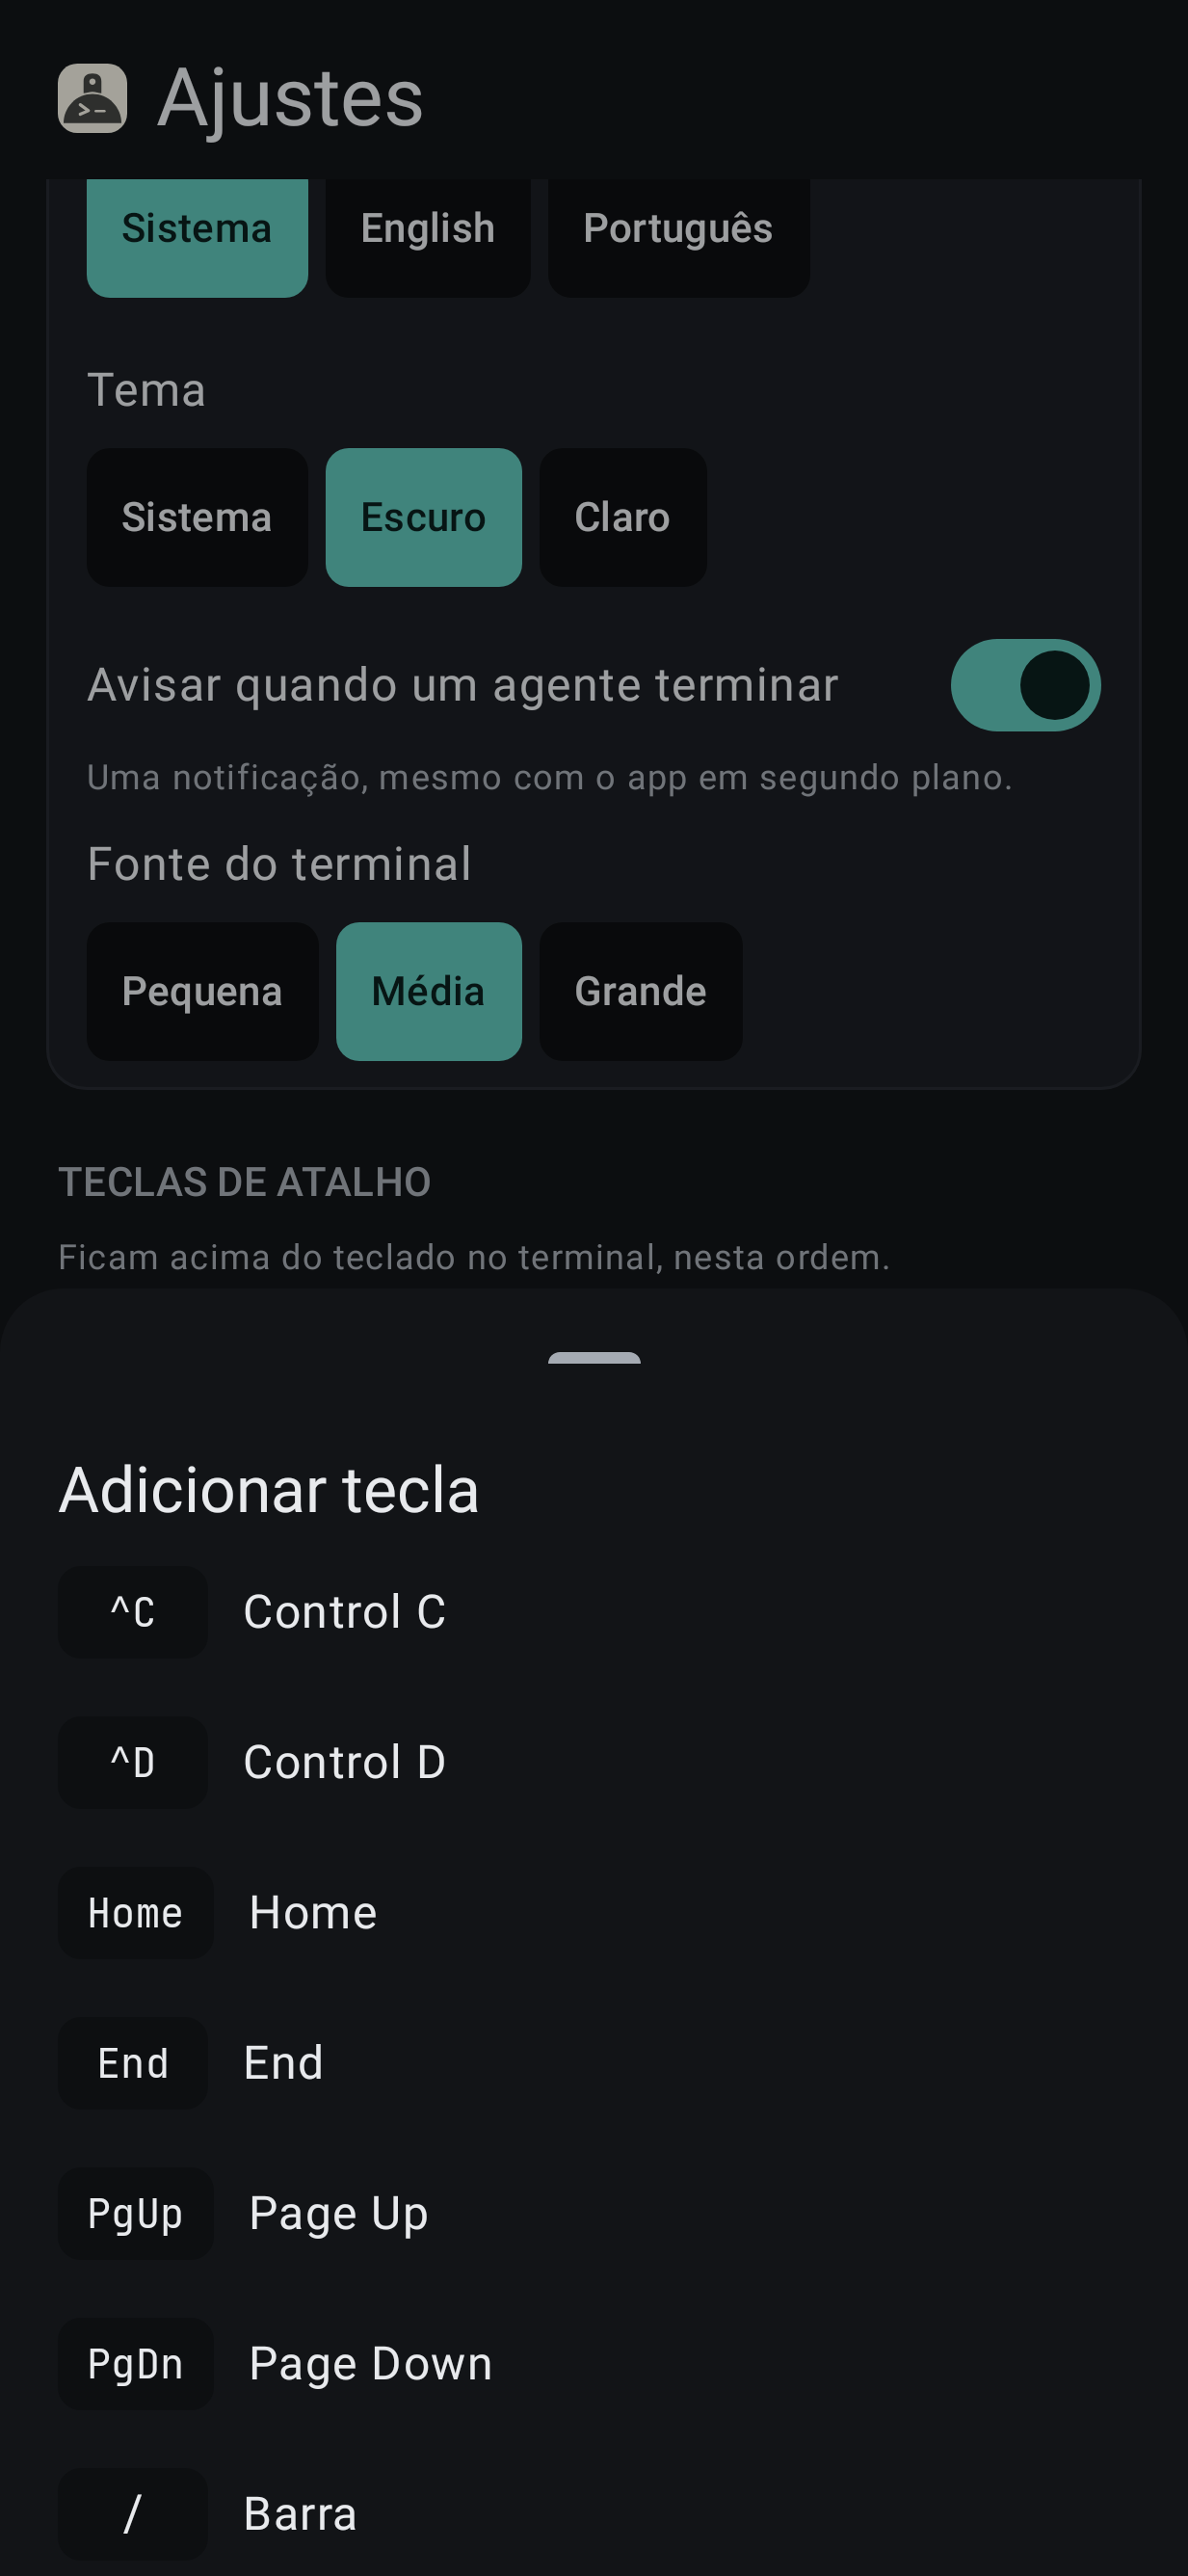 >_
Ajustes
Sistema English Português
Tema
Sistema Escuro Claro
Avisar quando um agente terminar
Uma notificação, mesmo com o app em segundo plano.
Fonte do terminal
Pequena Média Grande
TECLAS DE ATALHO
Ficam acima do teclado no terminal, nesta ordem.
Adicionar tecla
^C Control C
^D Control D
Home Home
End End
PgUp Page Up
PgDn Page Down
/ Barra